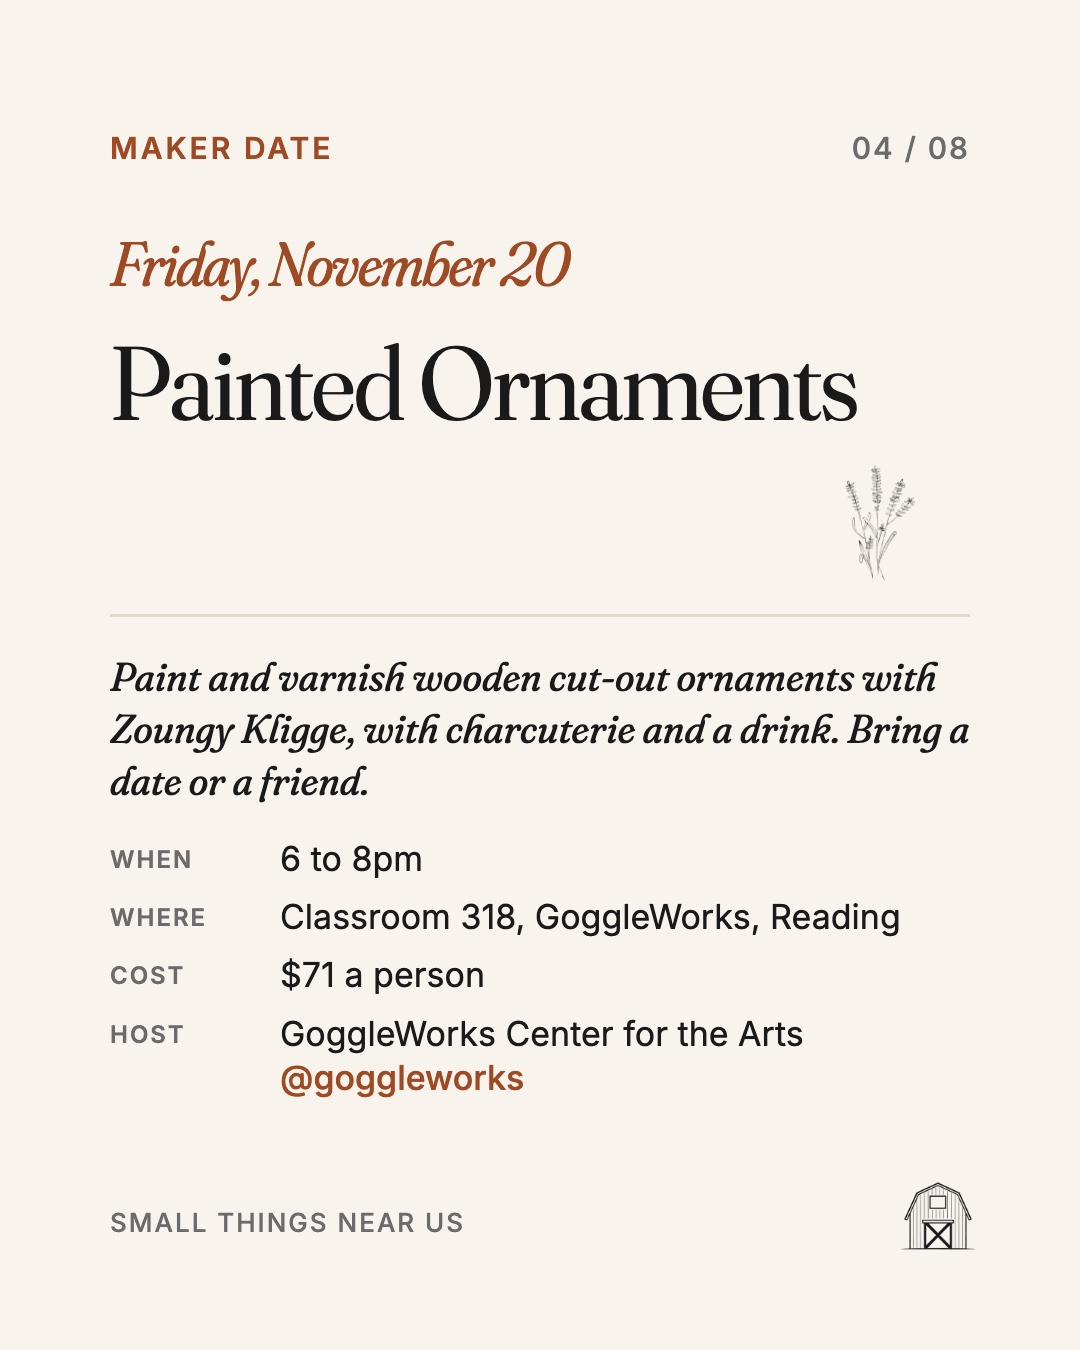 MAKER DATE
04 / 08
Friday, November 20
Painted Ornaments
Paint and varnish wooden cut-out ornaments with
Zoungy Kligge, with charcuterie and a drink. Bring a
date or a friend.
WHEN 6 to 8pm
WHERE Classroom 318, GoggleWorks, Reading
COST $71 a person
HOST GoggleWorks Center for the Arts
@goggleworks
SMALL THINGS NEAR US